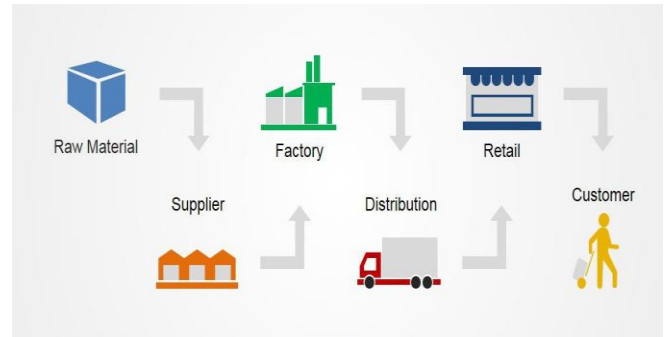 Raw Material
Factory
Retail
Supplier
Distribution
Customer